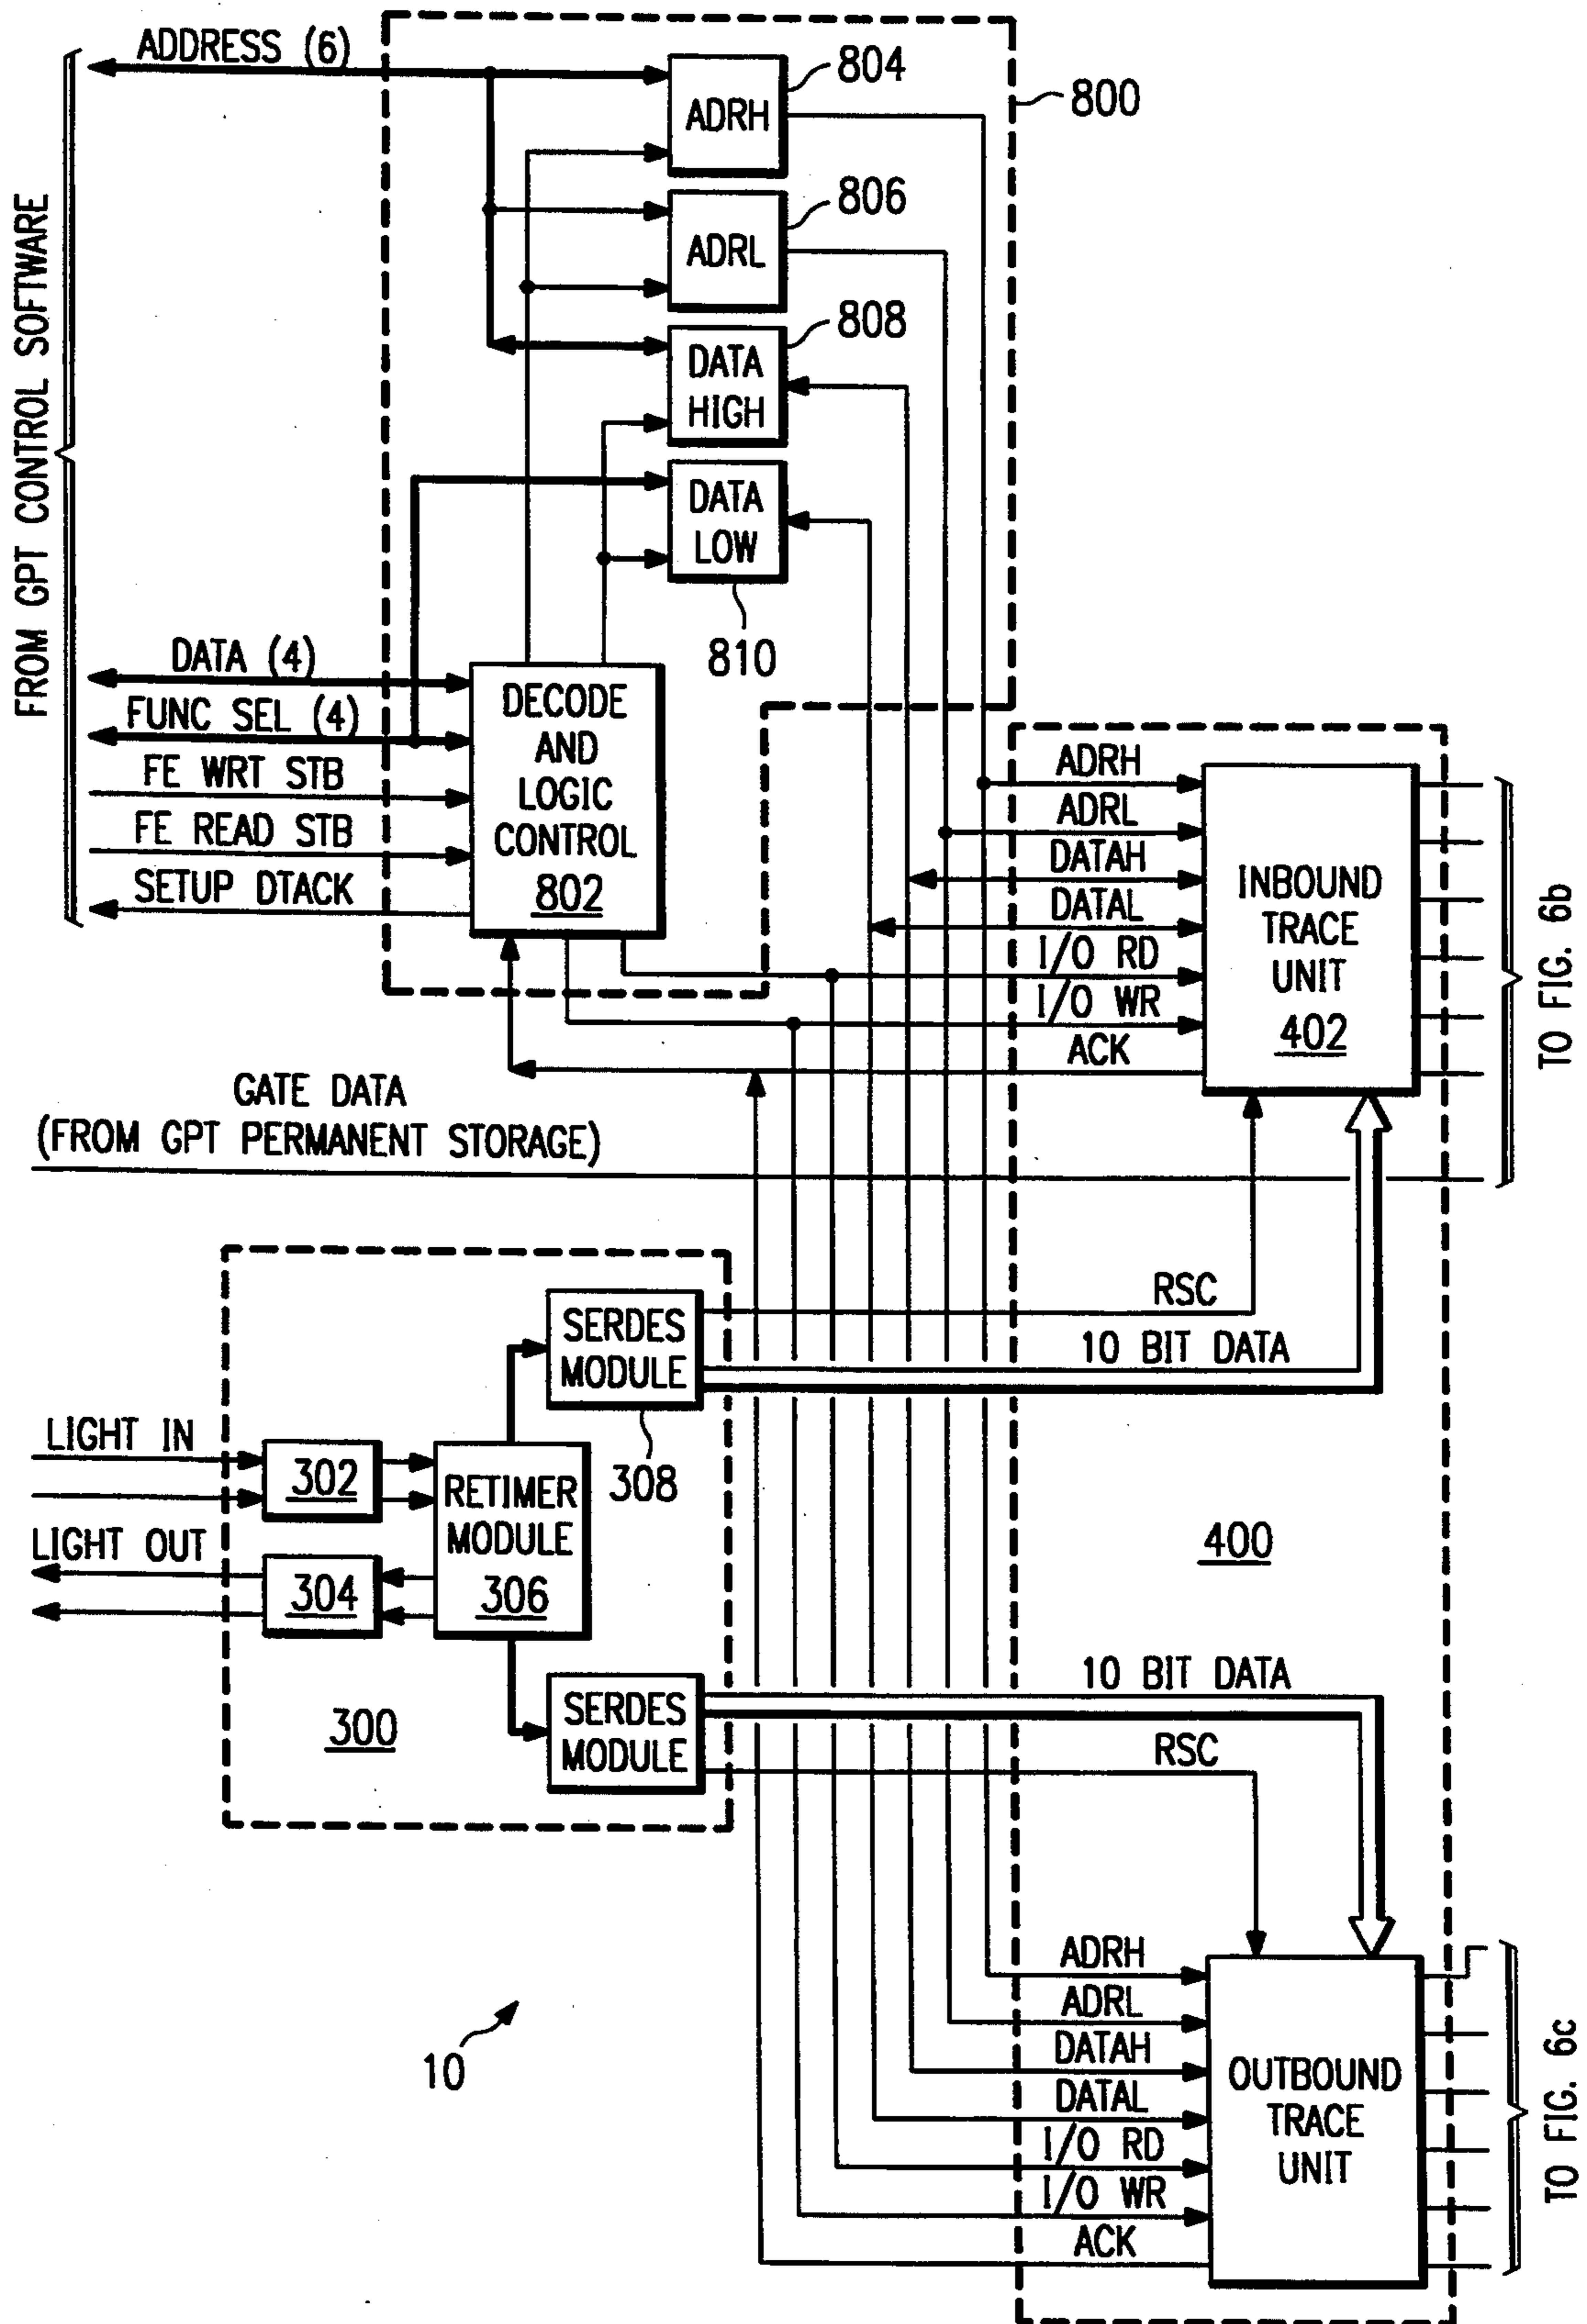 FROM GPT CONTROL SOFTWARE
ADDRESS (6)
804
ADRH
800
806
ADRL
808
DATA
HIGH
DATA
LOW
810
DATA (4)
FUNC SEL (4)
FE WRT STB
FE READ STB
SETUP DTACK
DECODE
AND
LOGIC
CONTROL
802
ADRH
ADRL
DATAH
DATAL
I/O RD
I/O WR
ACK
INBOUND
TRACE
UNIT
402
TO FIG. 6b
GATE DATA
(FROM GPT PERMANENT STORAGE)
SERDES
MODULE
308
RSC
10 BIT DATA
LIGHT IN
302
LIGHT OUT
304
RETIMER
MODULE
306
400
300
SERDES
MODULE
10 BIT DATA
RSC
10
ADRH
ADRL
DATAH
DATAL
I/O RD
I/O WR
ACK
OUTBOUND
TRACE
UNIT
TO FIG. 6c